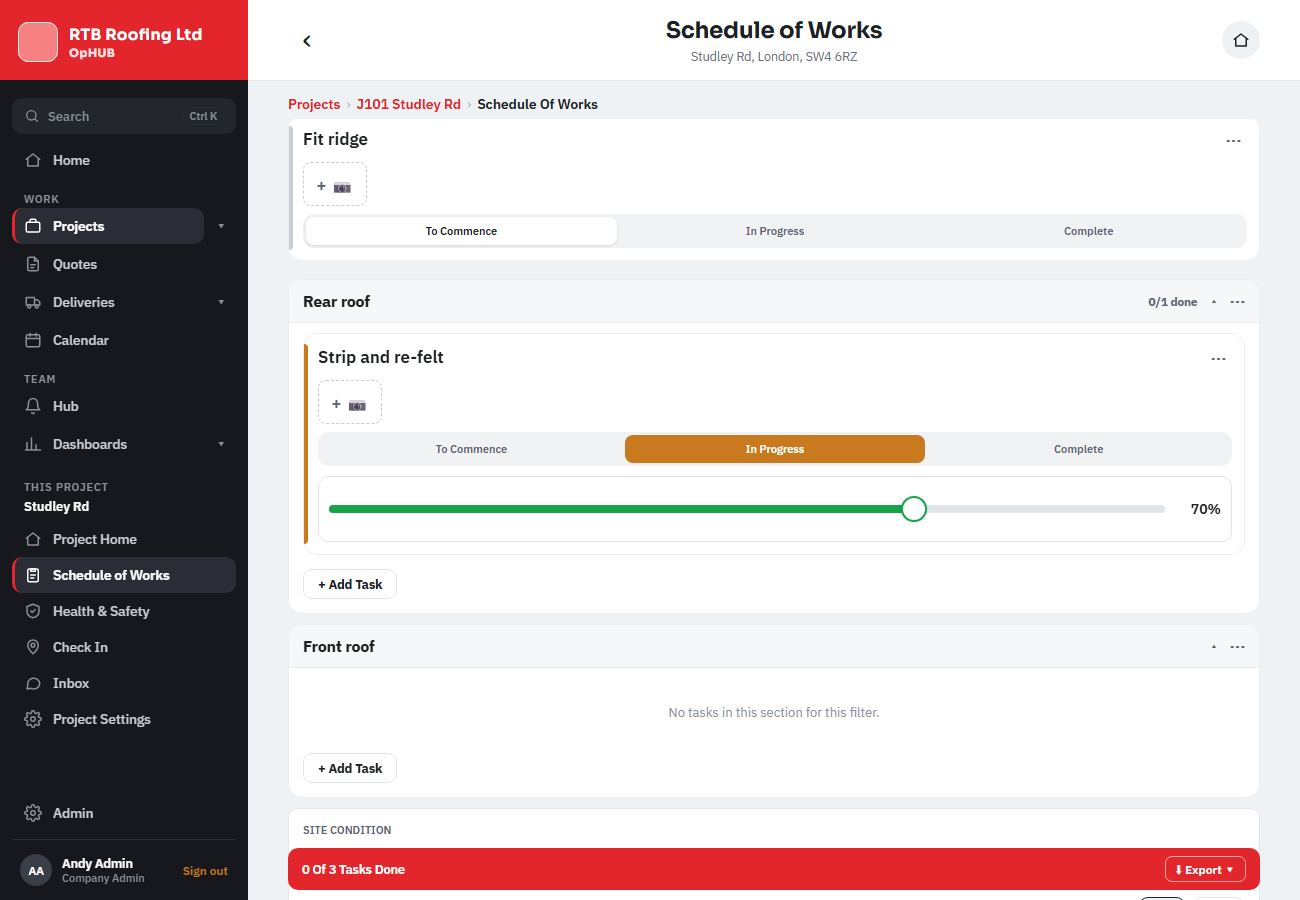 RTB Roofing Ltd
OpHUB
Search
Ctrl K
Home
WORK
Projects
Quotes
Deliveries
Calendar
TEAM
Hub
Dashboards
THIS PROJECT
Studley Rd
Project Home
Schedule of Works
Health & Safety
Check In
Inbox
Project Settings
Admin
AA
Andy Admin
Company Admin
Sign out
Schedule of Works
Studley Rd, London, SW4 6RZ
Projects › J101 Studley Rd › Schedule Of Works
Fit ridge
+
To Commence
In Progress
Complete
Rear roof
0/1 done
Strip and re-felt
+
To Commence
In Progress
Complete
70%
+ Add Task
Front roof
No tasks in this section for this filter.
+ Add Task
SITE CONDITION
0 Of 3 Tasks Done
Export